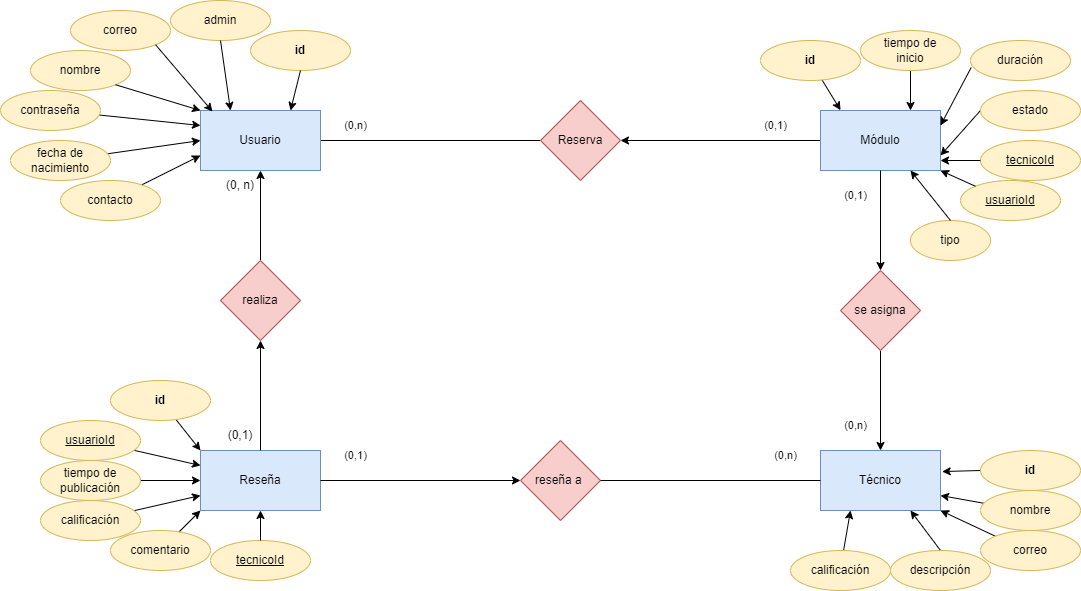 admin
correo
id
tiempo de
inicio
id
duración
nombre
contraseña
estado
(0,n)
(0,1)
Usuario
Reserva
Módulo
fecha de
nacimiento
tecnicoId
(0, n)
(0,1)
contacto
usuarioId
tipo
realiza
se asigna
id
(0,n)
(0,1)
usuarioId
(0,1)
(0,n)
tiempo de
publicación
Reseña
reseña a
Técnico
id
nombre
calificación
comentario
correo
tecnicoId
calificación
descripción